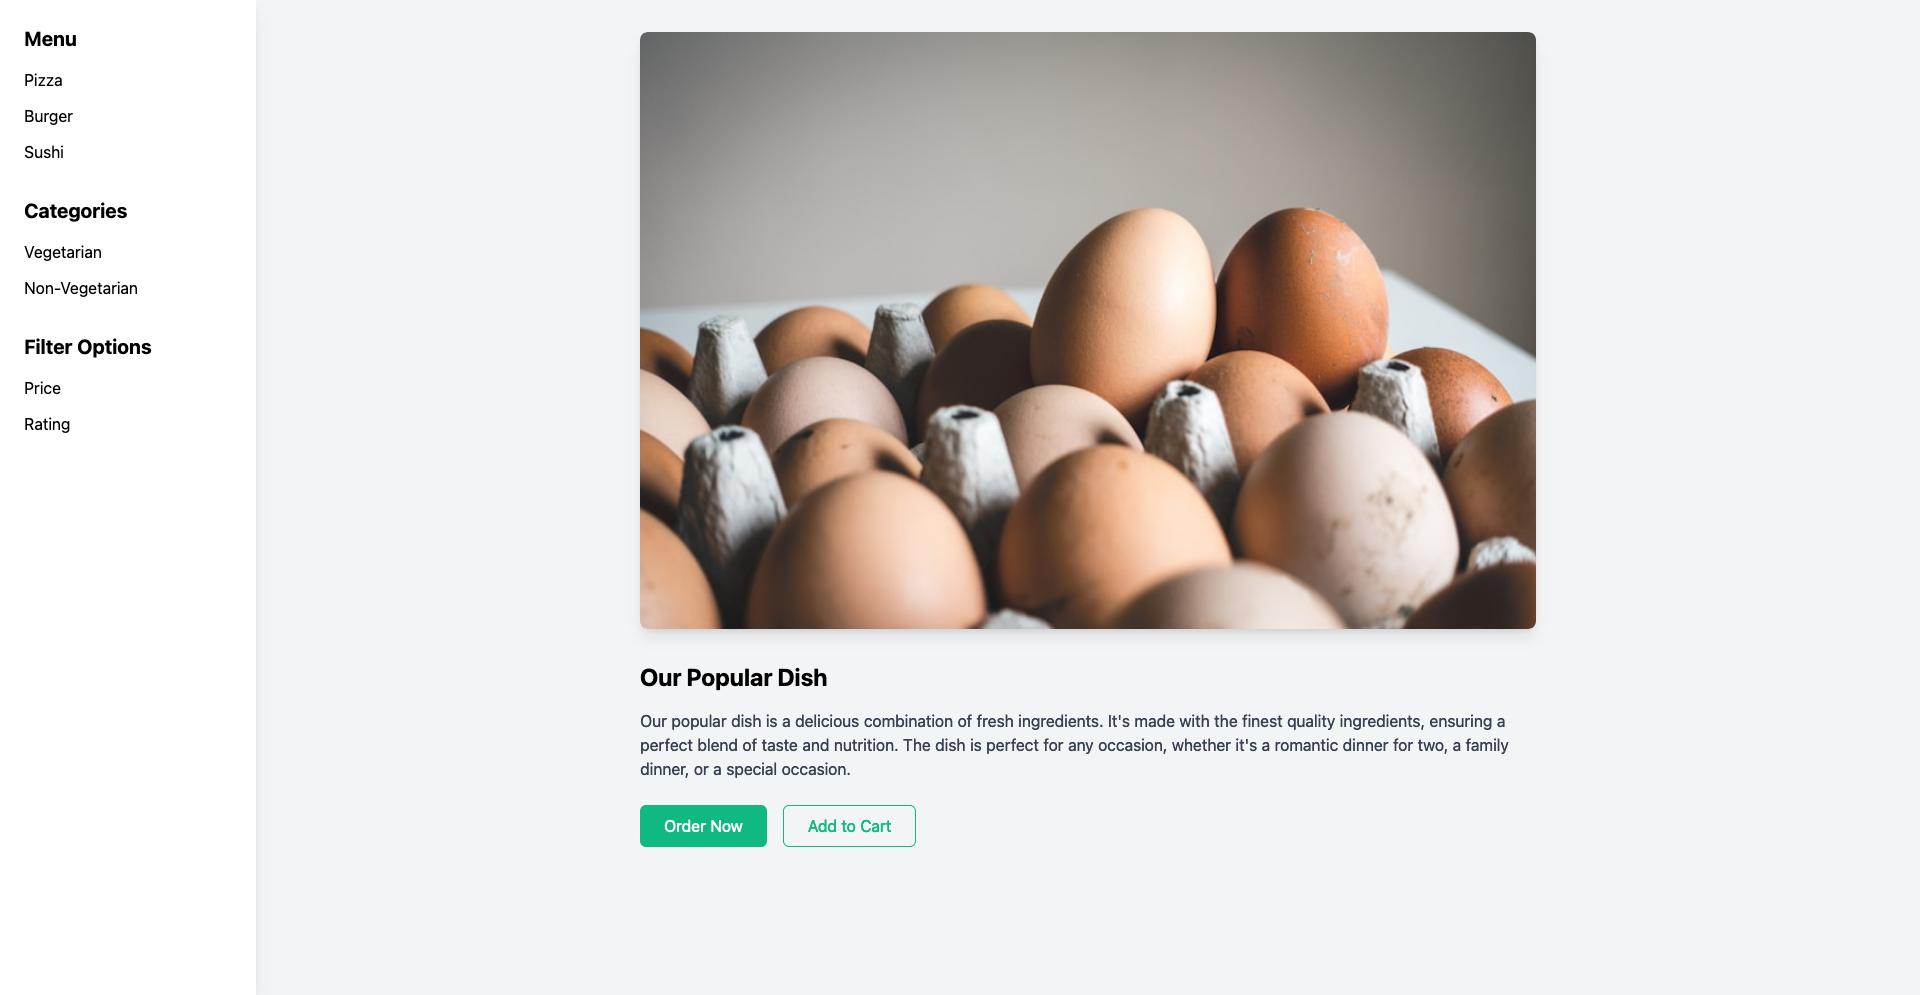 Menu
Pizza
Burger
Sushi
Categories
Vegetarian
Non-Vegetarian
Filter Options
Price
Rating
Our Popular Dish
Our popular dish is a delicious combination of fresh ingredients. It's made with the finest quality ingredients, ensuring a
perfect blend of taste and nutrition. The dish is perfect for any occasion, whether it's a romantic dinner for two, a family
dinner, or a special occasion.
Order Now
Add to Cart